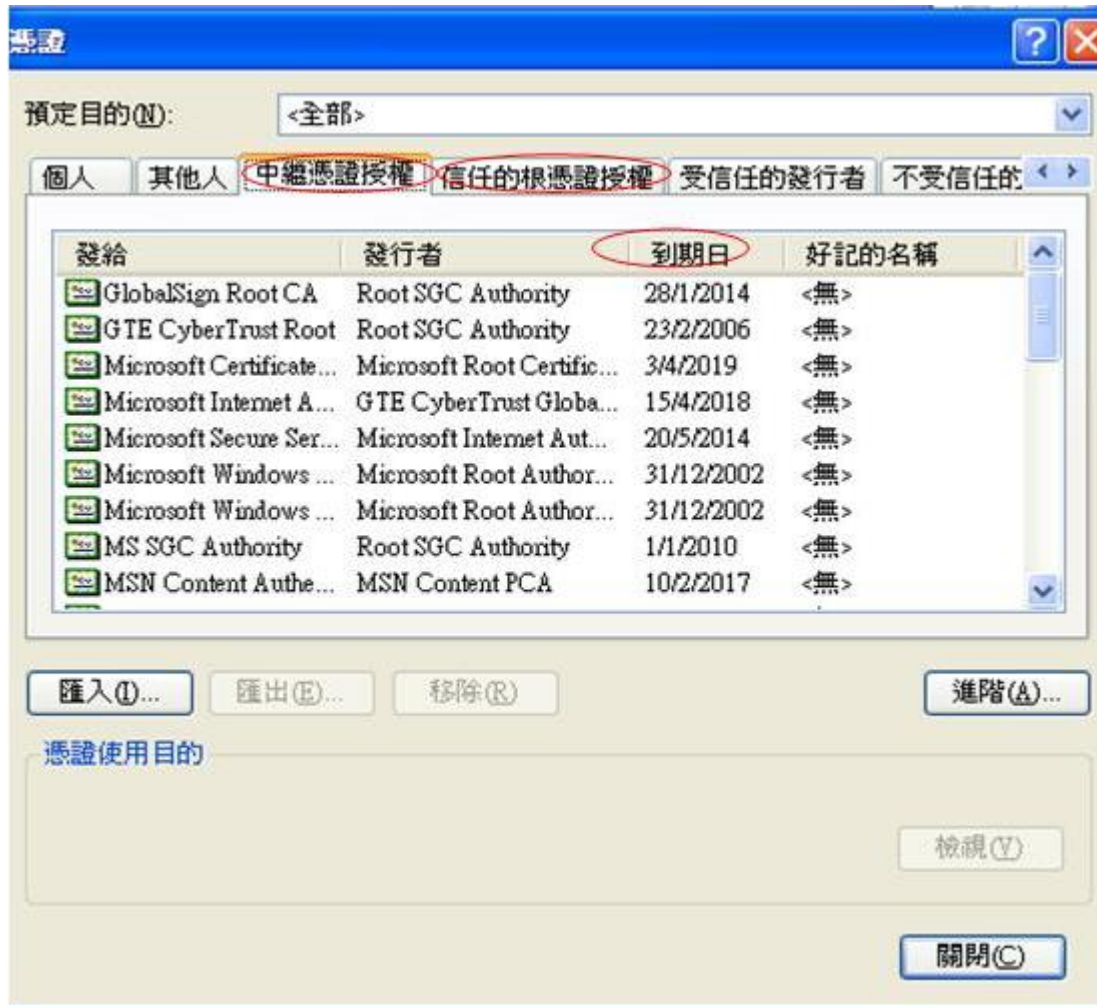 憑證
預定目的(N): <全部>
個人 其他人 中繼憑證授權 信任的根憑證授權 受信任的發行者 不受信任的
發給 發行者 到期日 好記的名稱
GlobalSign Root CA Root SGC Authority 28/1/2014 <無>
GTE CyberTrust Root Root SGC Authority 23/2/2006 <無>
Microsoft Certificate... Microsoft Root Certific... 3/4/2019 <無>
Microsoft Internet A... GTE CyberTrust Globa... 15/4/2018 <無>
Microsoft Secure Ser... Microsoft Internet Aut... 20/5/2014 <無>
Microsoft Windows ... Microsoft Root Author... 31/12/2002 <無>
Microsoft Windows ... Microsoft Root Author... 31/12/2002 <無>
MS SGC Authority Root SGC Authority 1/1/2010 <無>
MSN Content Authe... MSN Content PCA 10/2/2017 <無>
匯入(I)... 匯出(E)... 移除(R) 進階(A)...
憑證使用目的
檢視(V)
關閉(C)